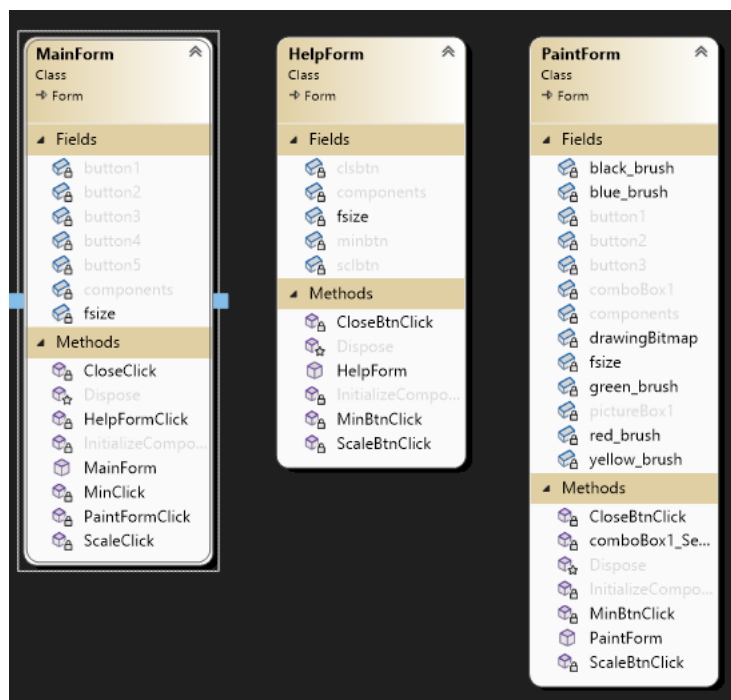 MainForm
Class
Form
Fields
button1
button2
button3
button4
button5
components
fsize
Methods
CloseClick
Dispose
HelpFormClick
InitializeCompo...
MainForm
MinClick
PaintFormClick
ScaleClick
HelpForm
Class
Form
Fields
clsbtn
components
fsize
minbtn
sclbtn
Methods
CloseBtnClick
Dispose
HelpForm
InitializeCompo...
MinBtnClick
ScaleBtnClick
PaintForm
Class
Form
Fields
black_brush
blue_brush
button1
button2
button3
comboBox1
components
drawingBitmap
fsize
green_brush
pictureBox1
red_brush
yellow_brush
Methods
CloseBtnClick
comboBox1_Se...
Dispose
InitializeCompo...
MinBtnClick
PaintForm
ScaleBtnClick